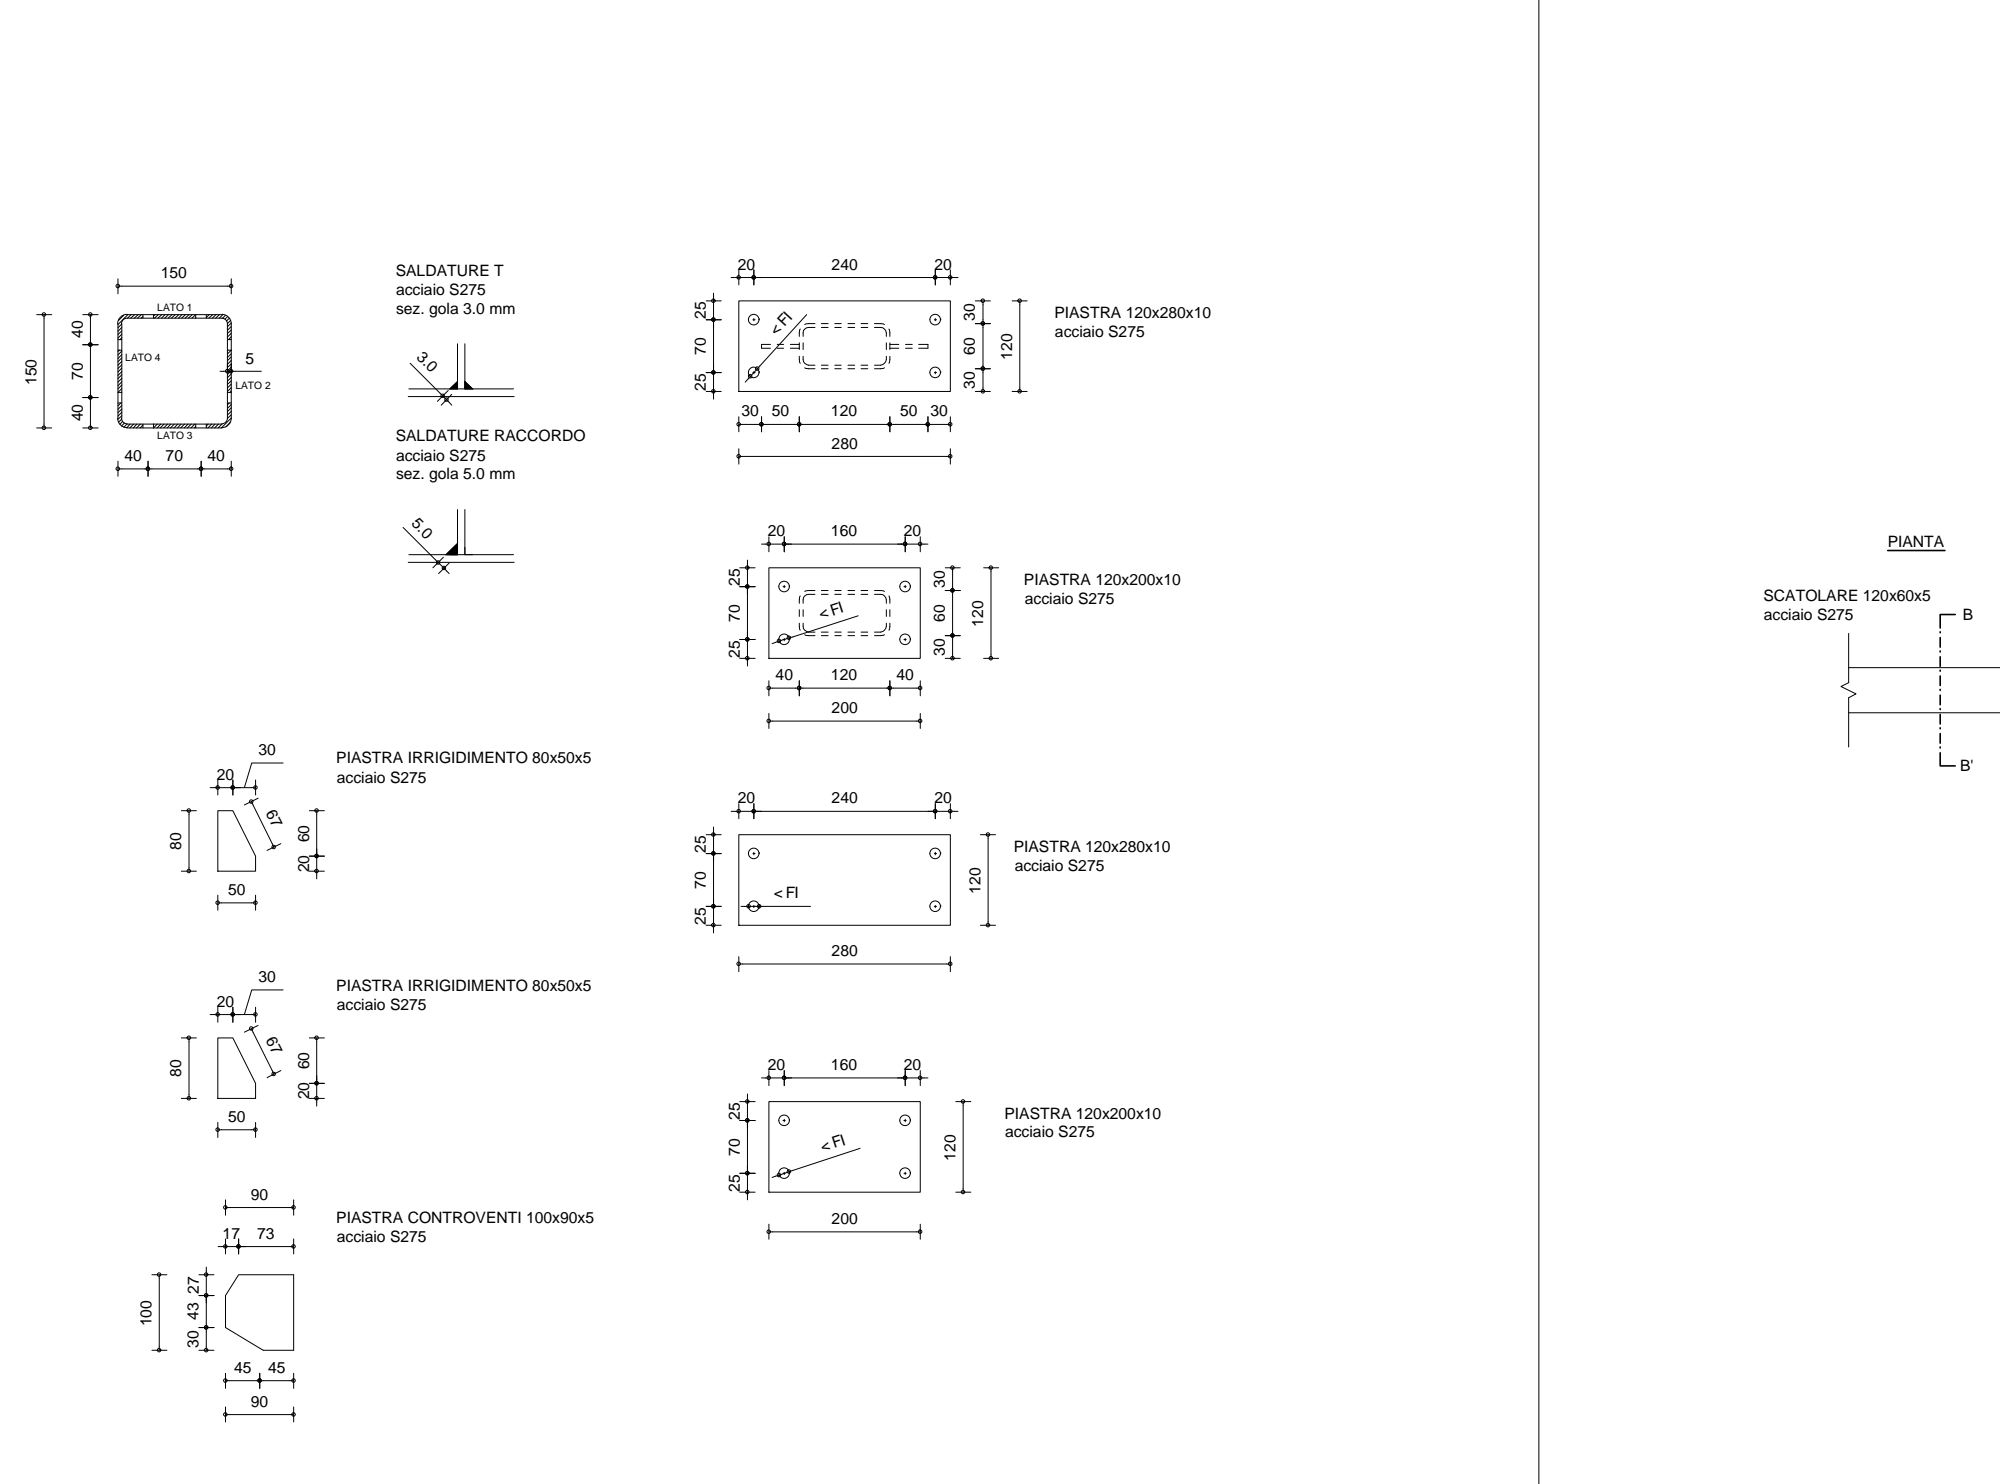 150
LATO 1
150
40
70
40
LATO 4
5
LATO 2
LATO 3
40 70 40
SALDATURE T
acciaio S275
sez. gola 3.0 mm
3.0
SALDATURE RACCORDO
acciaio S275
sez. gola 5.0 mm
5.0
20 240 20
25
70
25
< FI
30
60
30
120
30 50 120 50 30
280
PIASTRA 120x280x10
acciaio S275
20 160 20
25
70
25
< FI
30
60
30
120
40 120 40
200
PIASTRA 120x200x10
acciaio S275
30
20
67
80
60
20
50
PIASTRA IRRIGIDIMENTO 80x50x5
acciaio S275
20 240 20
25
70
25
< FI
120
280
PIASTRA 120x280x10
acciaio S275
30
20
67
80
60
20
50
PIASTRA IRRIGIDIMENTO 80x50x5
acciaio S275
20 160 20
25
70
25
< FI
120
200
PIASTRA 120x200x10
acciaio S275
90
17 73
100
27
43
30
45 45
90
PIASTRA CONTROVENTI 100x90x5
acciaio S275
PIANTA
SCATOLARE 120x60x5
acciaio S275
B
B'